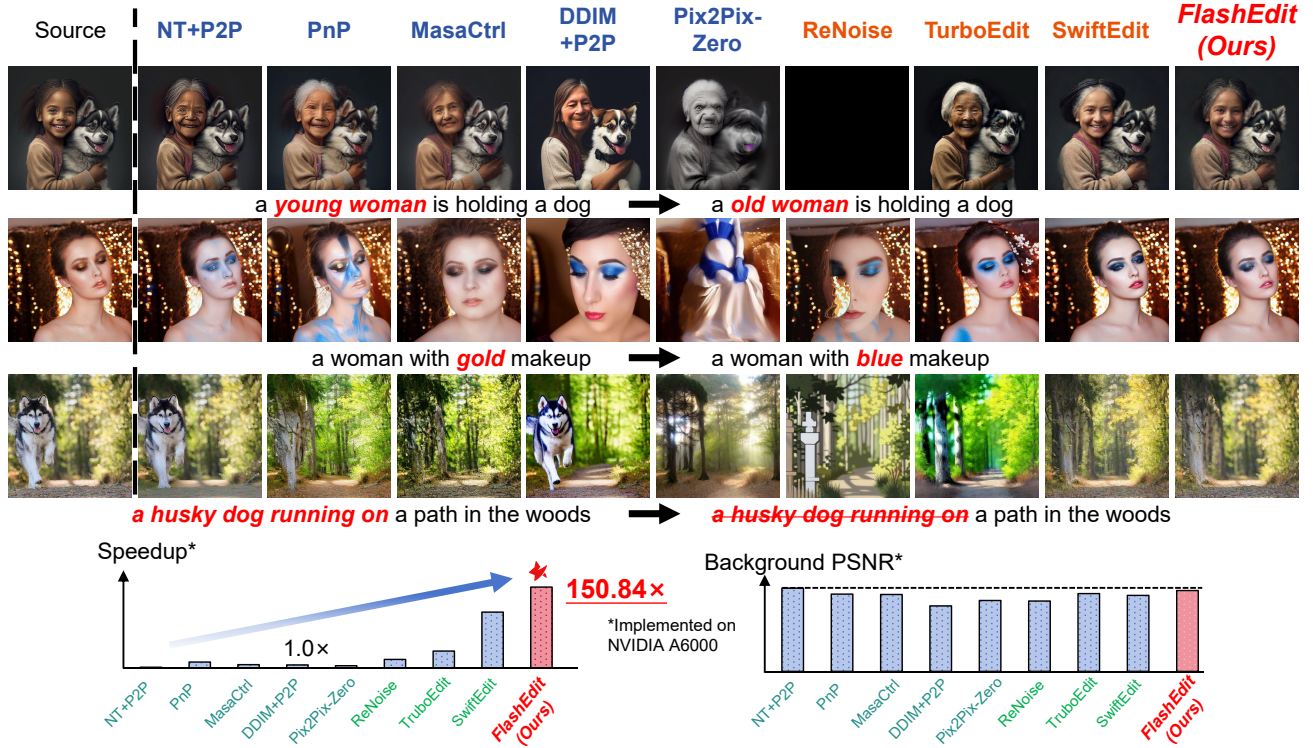 Source
NT+P2P
PnP
MasaCtrl
DDIM
+P2P
Pix2Pix-
Zero
ReNoise
TurboEdit
SwiftEdit
FlashEdit
(Ours)
a young woman is holding a dog
a old woman is holding a dog
a woman with gold makeup
a woman with blue makeup
a husky dog running on a path in the woods
a husky dog running on a path in the woods
Speedup*
150.84×
1.0×
*Implemented on
NVIDIA A6000
NT+P2P
PnP
MasaCtrl
DDIM+P2P
Pix2Pix-Zero
ReNoise
TruboEdit
SwiftEdit
FlashEdit
(Ours)
Background PSNR*
NT+P2P
PnP
MasaCtrl
DDIM+P2P
Pix2Pix-Zero
ReNoise
TruboEdit
SwiftEdit
FlashEdit
(Ours)